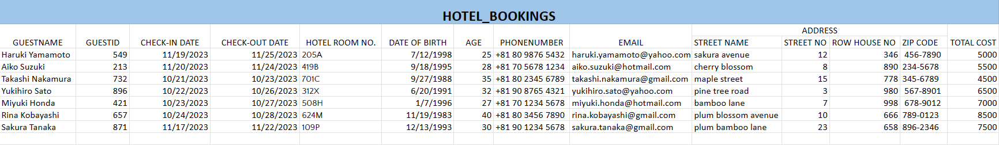 HOTEL_BOOKINGS
ADDRESS
GUESTNAME GUESTID CHECK-IN DATE CHECK-OUT DATE HOTEL ROOM NO. DATE OF BIRTH AGE PHONENUMBER EMAIL STREET NAME STREET NO ROW HOUSE NO ZIP CODE TOTAL COST
Haruki Yamamoto 549 11/19/2023 11/25/2023 205A 7/12/1998 25 +81 80 9876 5432 haruki.yamamoto@yahoo.com sakura avenue 12 346 456-7890 5000
Aiko Suzuki 213 11/20/2023 11/24/2023 419B 9/18/1995 28 +81 70 5678 1234 aiko.suzuki@hotmail.com cherry blossom 8 890 234-5678 5500
Takashi Nakamura 732 10/21/2023 10/23/2023 701C 9/27/1988 35 +81 80 2345 6789 takashi.nakamura@gmail.com maple street 15 778 345-6789 4500
Yukihiro Sato 896 10/22/2023 10/26/2023 312X 6/20/1991 32 +81 90 8765 4321 yukihiro.sato@yahoo.com pine tree road 3 980 567-8901 6500
Miyuki Honda 421 10/23/2023 10/27/2023 508H 1/7/1996 27 +81 70 1234 5678 miyuki.honda@hotmail.com bamboo lane 7 998 678-9012 7000
Rina Kobayashi 657 10/24/2023 10/28/2023 624M 11/19/1983 40 +81 80 3456 7890 rina.kobayashi@gmail.com plum blossom avenue 10 666 789-0123 8500
Sakura Tanaka 871 11/17/2023 11/22/2023 109P 12/13/1993 30 +81 90 1234 5678 sakura.tanaka@gmail.com plum bamboo lane 23 658 896-2346 7500